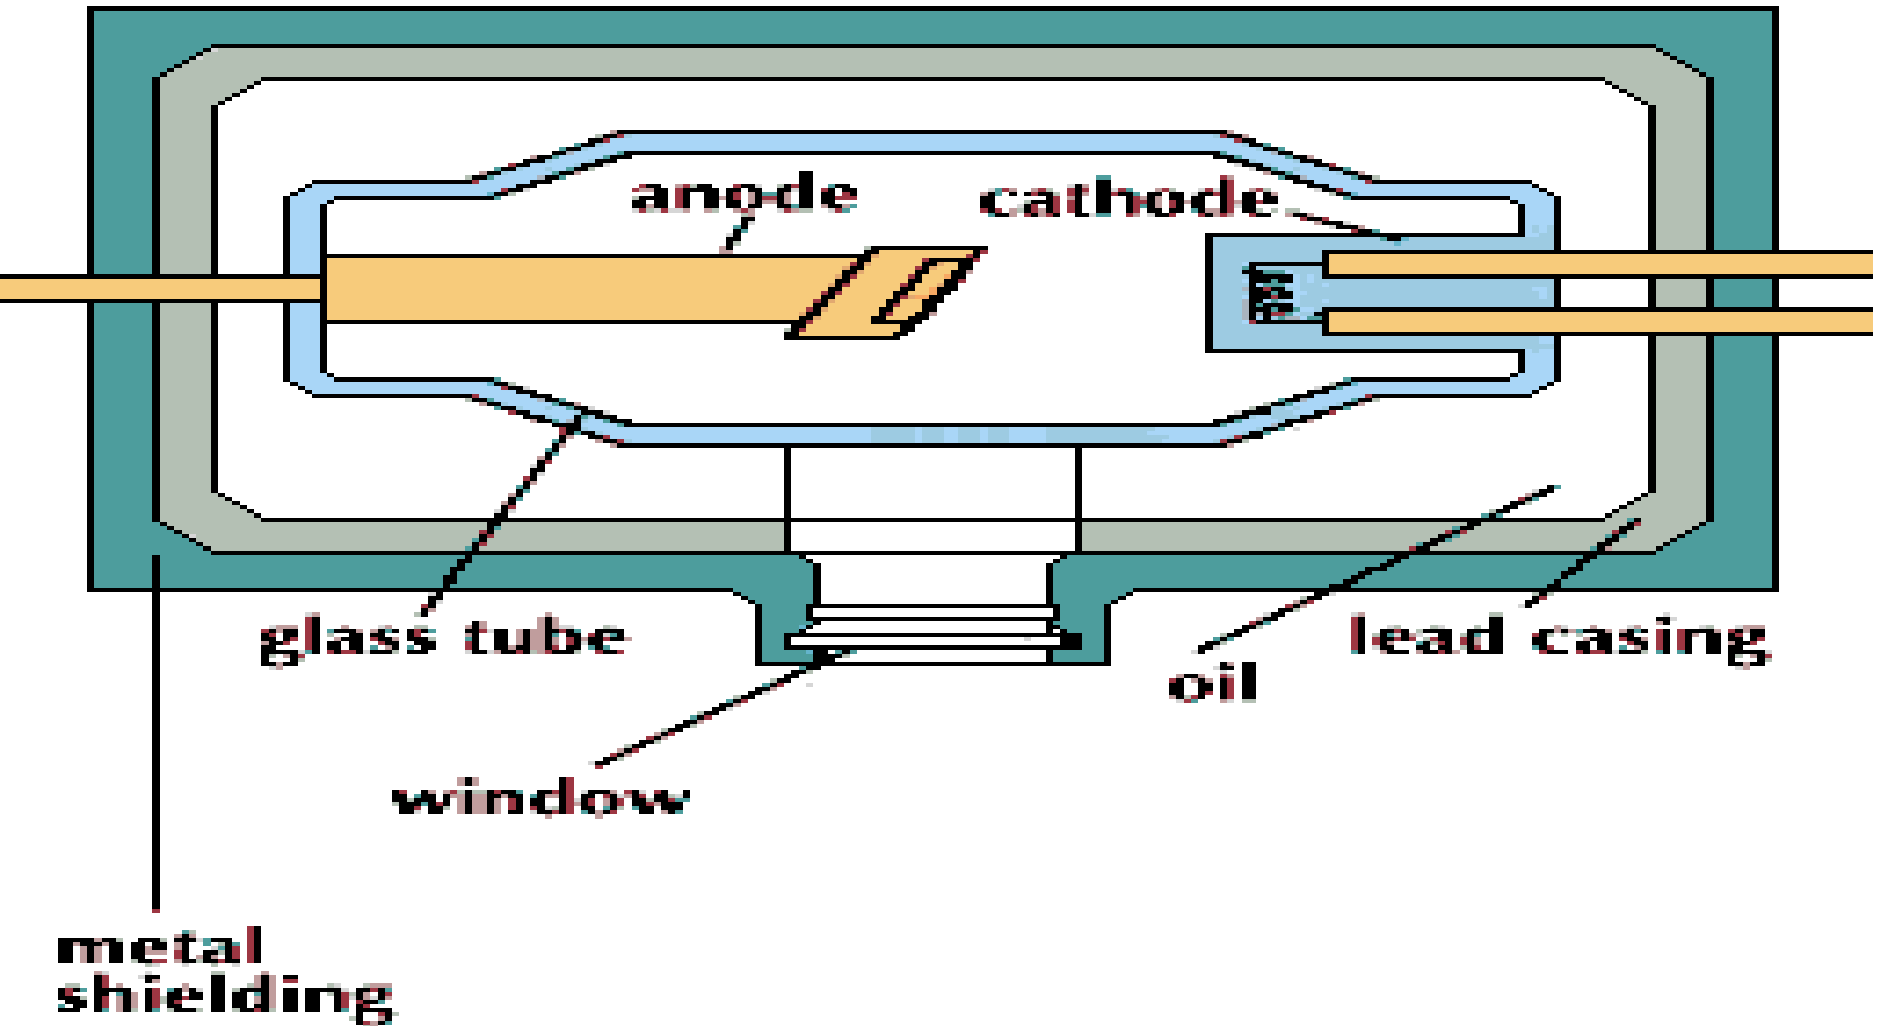 anode
cathode
glass tube
lead casing
oil
window
metal
shielding